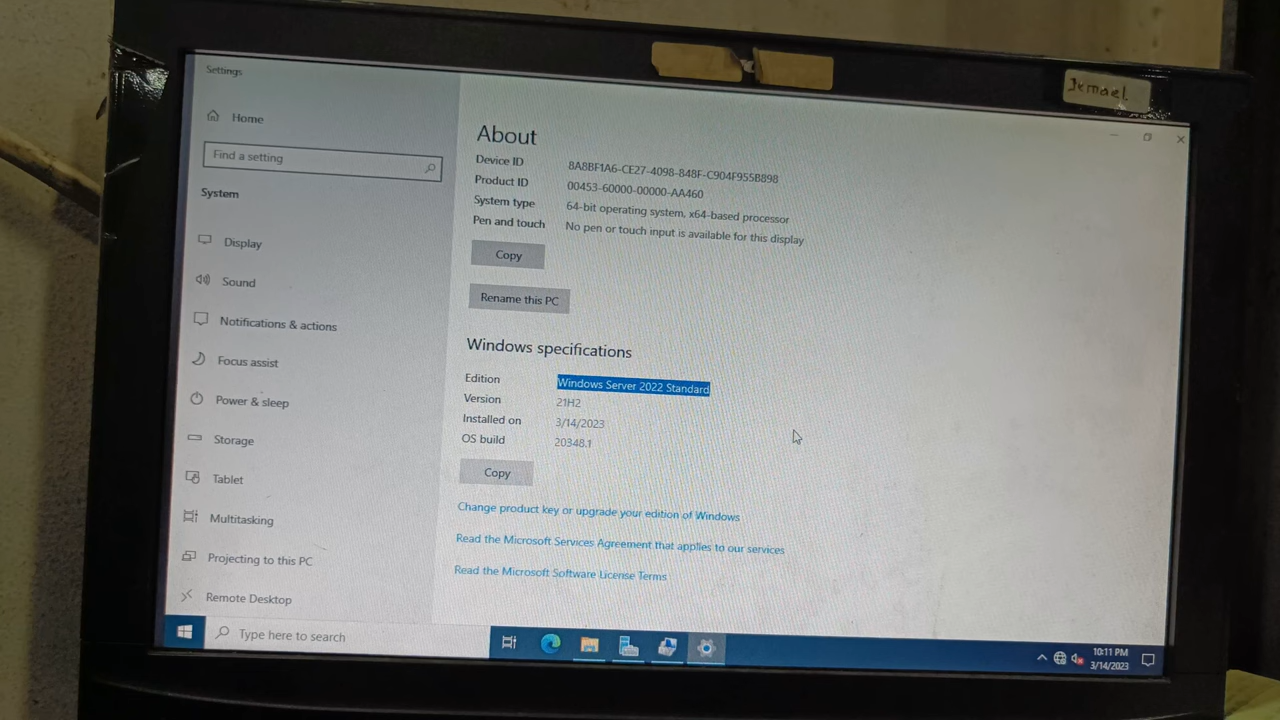 Settings
Home
Find a setting
System
Display
Sound
Notifications & actions
Focus assist
Power & sleep
Storage
Tablet
Multitasking
Projecting to this PC
Remote Desktop
About
Device ID 8A8BF1A6-CE27-4098-848F-C904F955B898
Product ID 00453-60000-00000-AA460
System type 64-bit operating system, x64-based processor
Pen and touch No pen or touch input is available for this display
Copy
Rename this PC
Windows specifications
Edition Windows Server 2022 Standard
Version 21H2
Installed on 3/14/2023
OS build 20348.1
Copy
Change product key or upgrade your edition of Windows
Read the Microsoft Services Agreement that applies to our services
Read the Microsoft Software License Terms
Type here to search
10:11 PM
3/14/2023